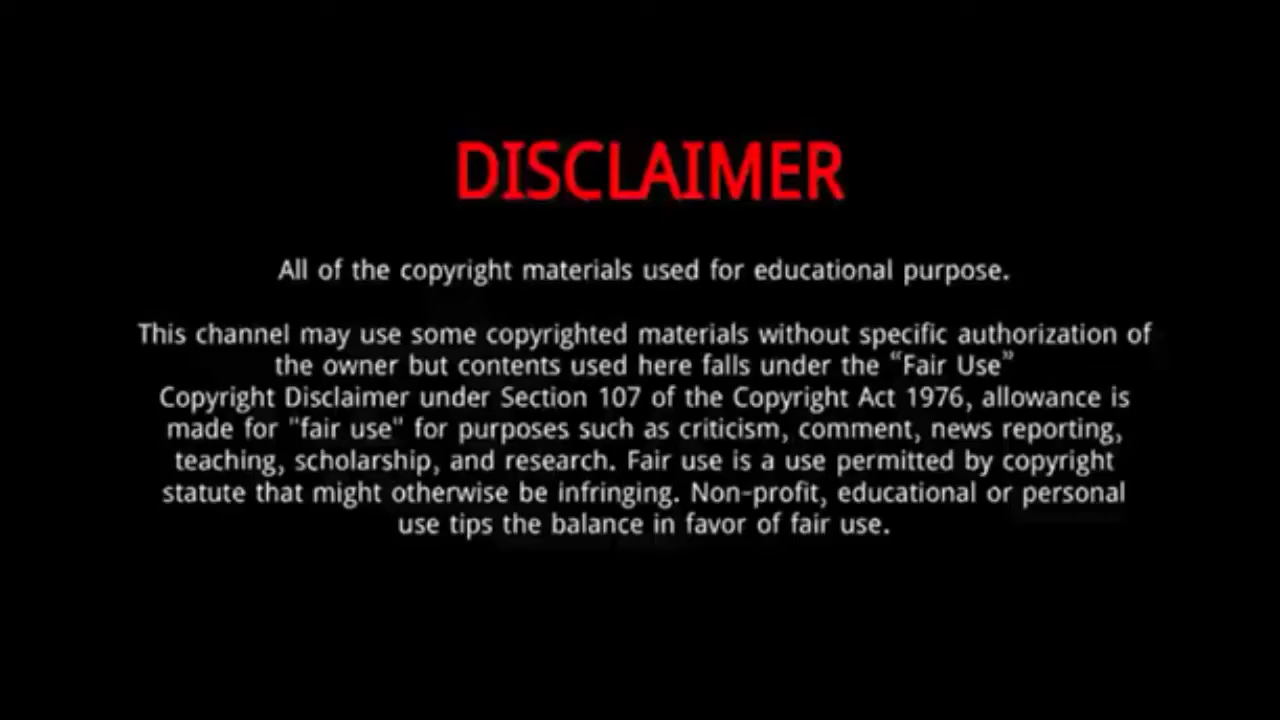 DISCLAIMER
All of the copyright materials used for educational purpose.
This channel may use some copyrighted materials without specific authorization of
the owner but contents used here falls under the “Fair Use”
Copyright Disclaimer under Section 107 of the Copyright Act 1976, allowance is
made for "fair use" for purposes such as criticism, comment, news reporting,
teaching, scholarship, and research. Fair use is a use permitted by copyright
statute that might otherwise be infringing. Non-profit, educational or personal
use tips the balance in favor of fair use.